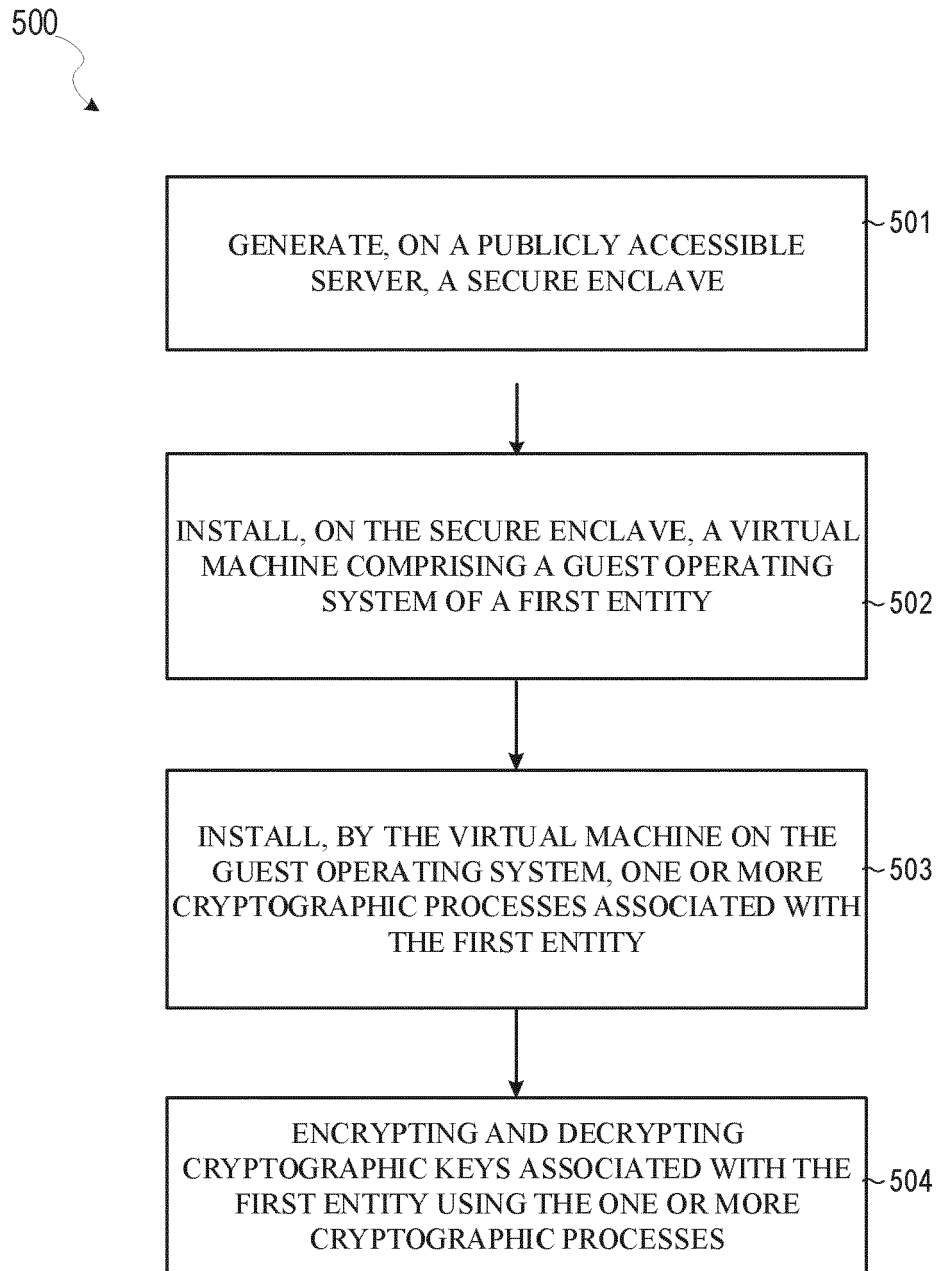 500
GENERATE, ON A PUBLICLY ACCESSIBLE
SERVER, A SECURE ENCLAVE
501
INSTALL, ON THE SECURE ENCLAVE, A VIRTUAL
MACHINE COMPRISING A GUEST OPERATING
SYSTEM OF A FIRST ENTITY
502
INSTALL, BY THE VIRTUAL MACHINE ON THE
GUEST OPERATING SYSTEM, ONE OR MORE
CRYPTOGRAPHIC PROCESSES ASSOCIATED WITH
THE FIRST ENTITY
503
ENCRYPTING AND DECRYPTING
CRYPTOGRAPHIC KEYS ASSOCIATED WITH THE
FIRST ENTITY USING THE ONE OR MORE
CRYPTOGRAPHIC PROCESSES
504